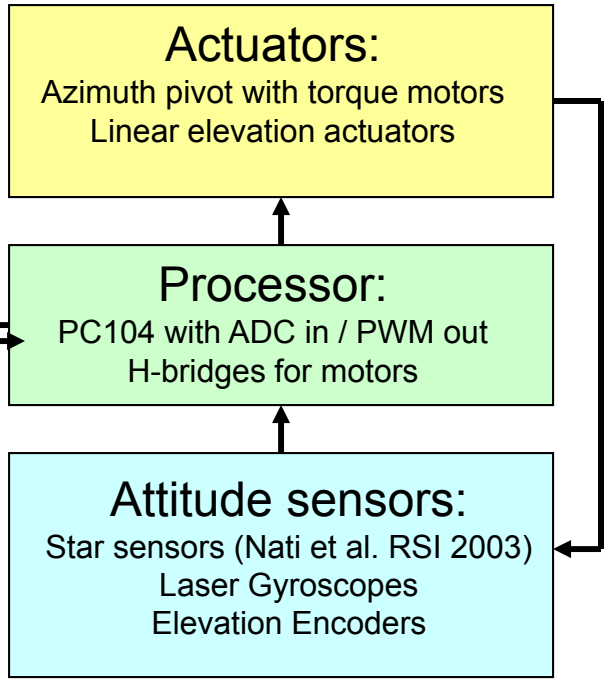 Actuators:
Azimuth pivot with torque motors
Linear elevation actuators
Processor:
PC104 with ADC in / PWM out
H-bridges for motors
Attitude sensors:
Star sensors (Nati et al. RSI 2003)
Laser Gyroscopes
Elevation Encoders